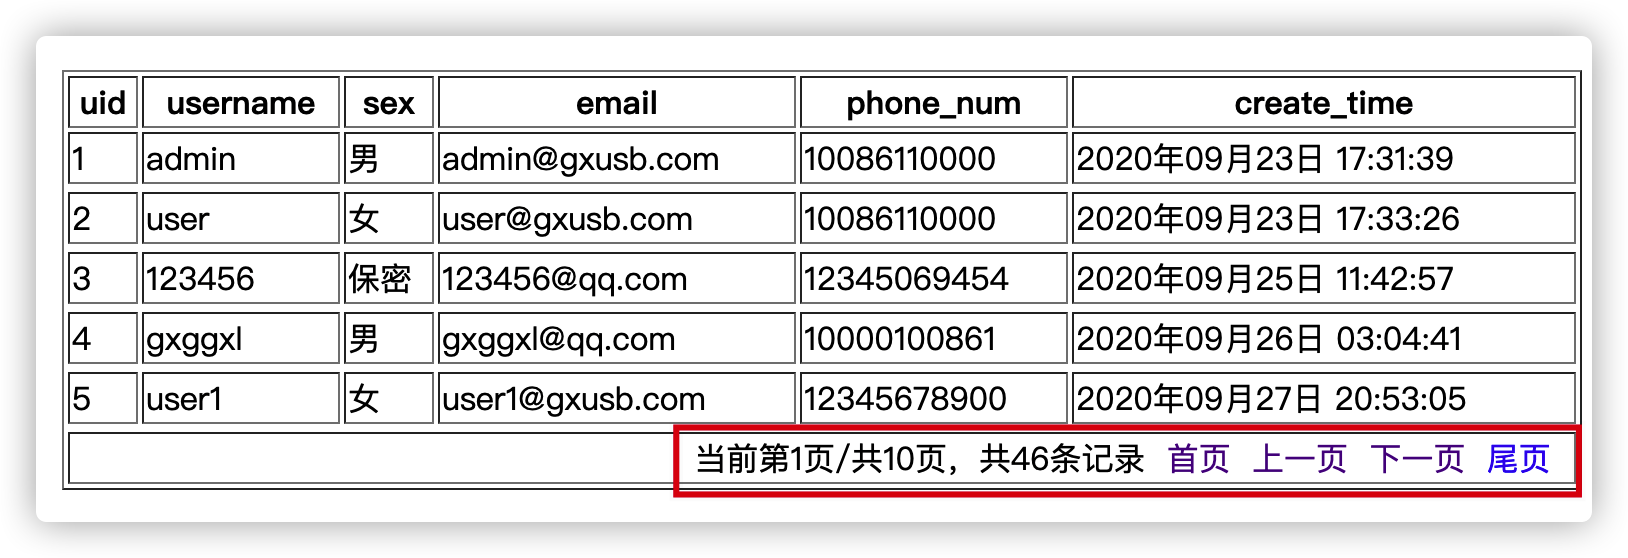 uid username sex email phone_num create_time
1 admin 男 admin@gxusb.com 10086110000 2020年09月23日 17:31:39
2 user 女 user@gxusb.com 10086110000 2020年09月23日 17:33:26
3 123456 保密 123456@qq.com 12345069454 2020年09月25日 11:42:57
4 gxggxl 男 gxggxl@qq.com 10000100861 2020年09月26日 03:04:41
5 user1 女 user1@gxusb.com 12345678900 2020年09月27日 20:53:05
当前第1页/共10页，共46条记录 首页 上一页 下一页 尾页